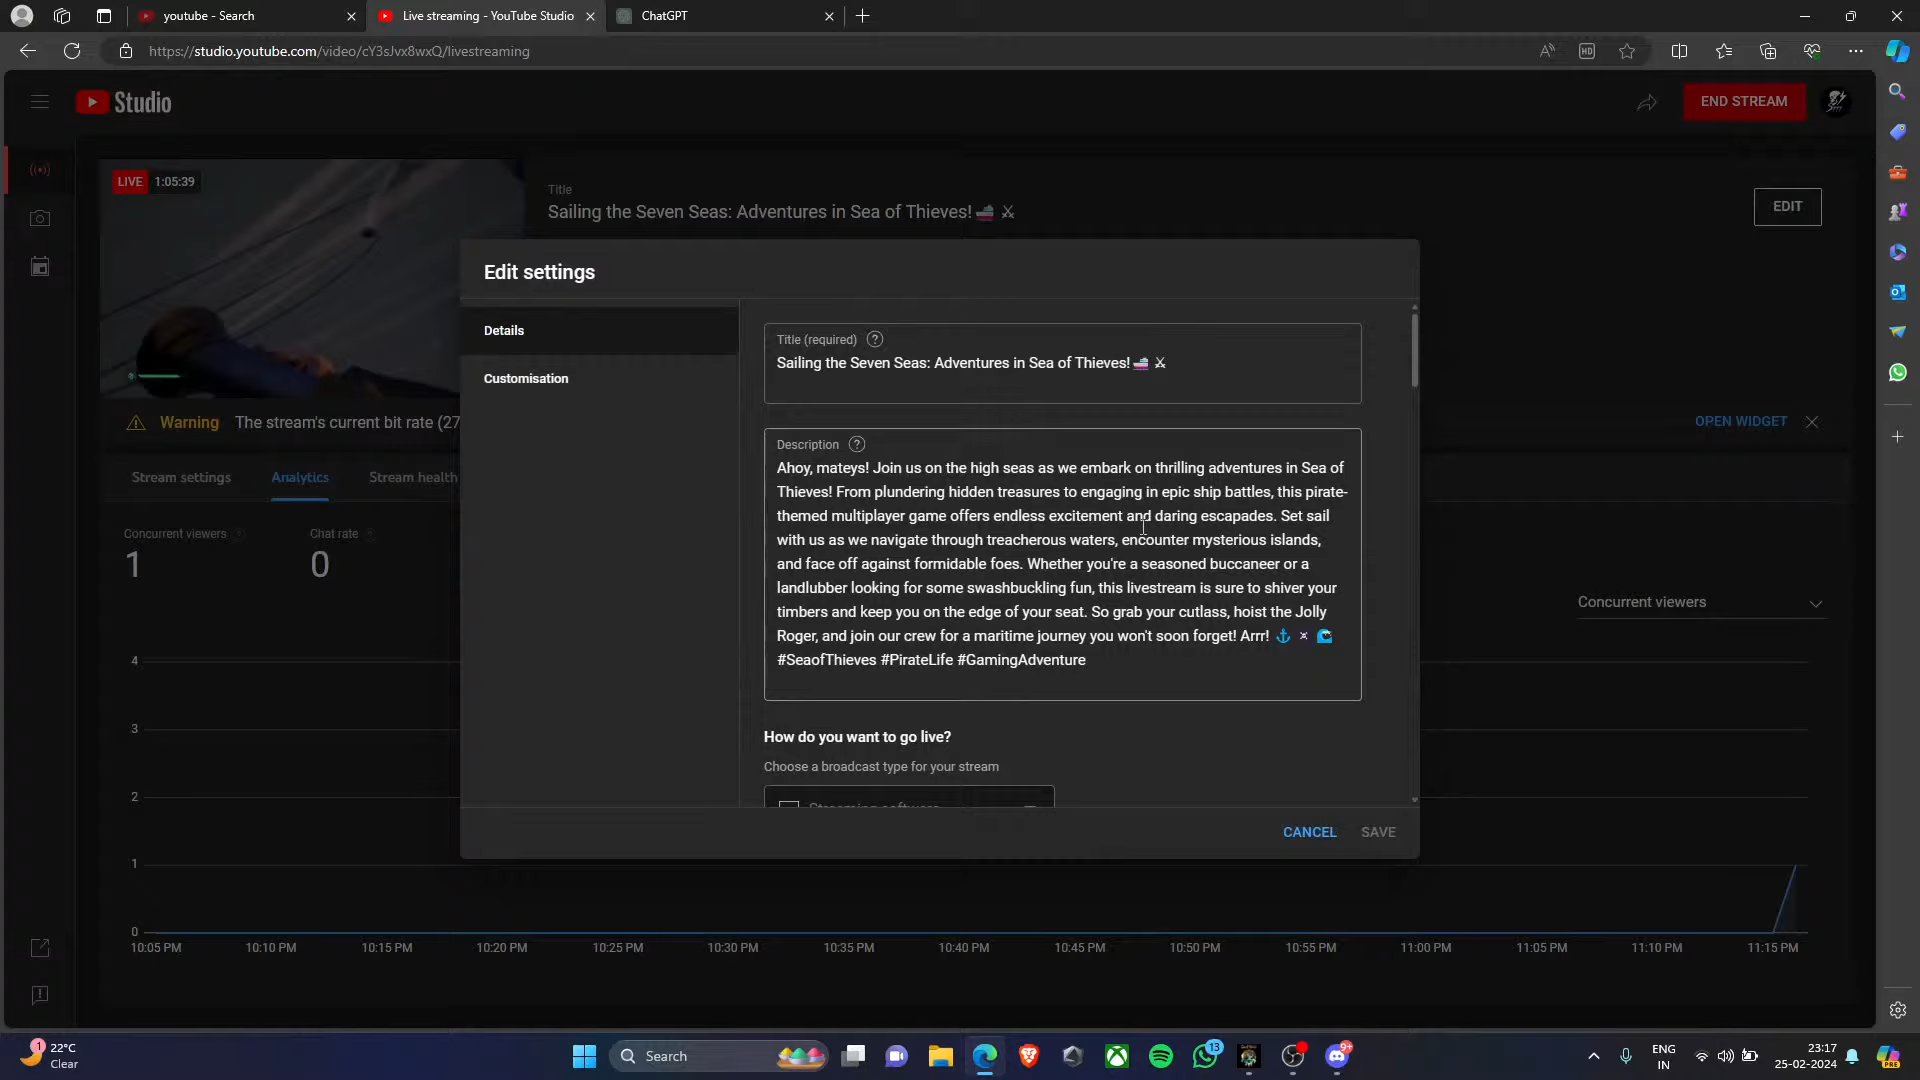 youtube - Search
Live streaming - YouTube Studio
ChatGPT
https://studio.youtube.com/video/cY3sJvx8wxQ/livestreaming
HD
Studio
END STREAM
LIVE 1:05:39
Title
Sailing the Seven Seas: Adventures in Sea of Thieves! 🚢 ⚔
EDIT
Edit settings
Details
Customisation
Title (required)
Sailing the Seven Seas: Adventures in Sea of Thieves! 🚢 ⚔
Warning The stream's current bit rate (27
OPEN WIDGET
Stream settings
Analytics
Stream health
Description
Ahoy, mateys! Join us on the high seas as we embark on thrilling adventures in Sea of
Thieves! From plundering hidden treasures to engaging in epic ship battles, this pirate-
themed multiplayer game offers endless excitement and daring escapades. Set sail
with us as we navigate through treacherous waters, encounter mysterious islands,
and face off against formidable foes. Whether you're a seasoned buccaneer or a
landlubber looking for some swashbuckling fun, this livestream is sure to shiver your
timbers and keep you on the edge of your seat. So grab your cutlass, hoist the Jolly
Roger, and join our crew for a maritime journey you won't soon forget! Arrr! ⚓ ☠ 🌊
#SeaofThieves #PirateLife #GamingAdventure
Concurrent viewers
1
Chat rate
0
Concurrent viewers
How do you want to go live?
Choose a broadcast type for your stream
Streaming software
CANCEL
SAVE
4
3
2
1
0
10:05 PM 10:10 PM 10:15 PM 10:20 PM 10:25 PM 10:30 PM 10:35 PM 10:40 PM 10:45 PM 10:50 PM 10:55 PM 11:00 PM 11:05 PM 11:10 PM 11:15 PM
1
22°C
Clear
Search
13
9+
ENG
IN
23:17
25-02-2024
PRE